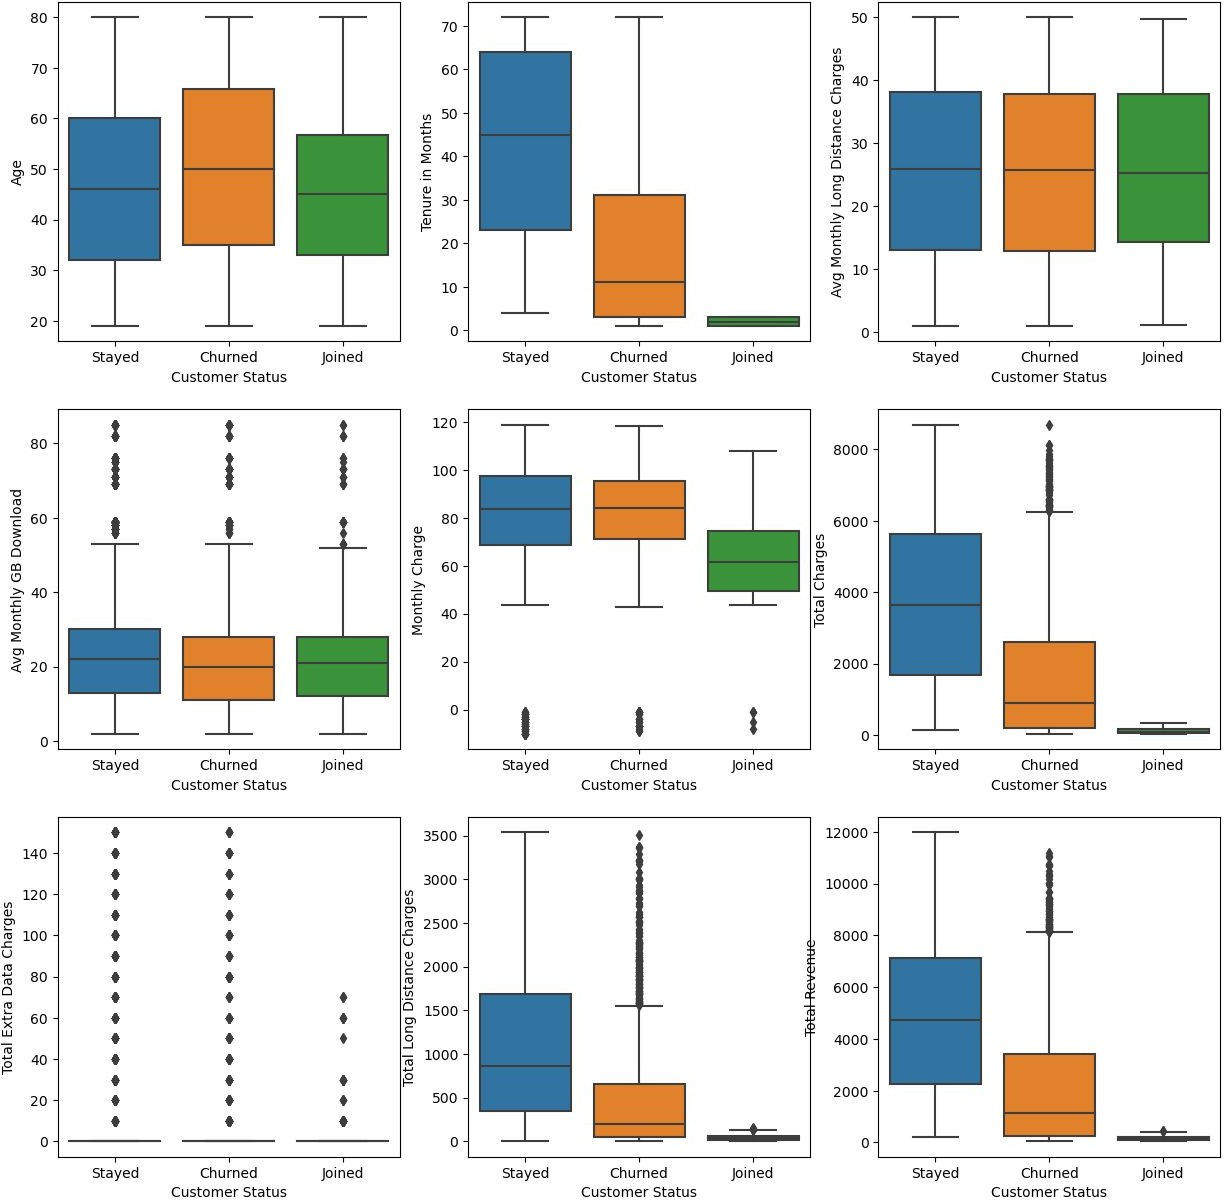 Age
80
70
60
50
40
30
20
Stayed Churned Joined
Customer Status
Tenure in Months
70
60
50
40
30
20
10
0
Stayed Churned Joined
Customer Status
Avg Monthly Long Distance Charges
50
40
30
20
10
0
Stayed Churned Joined
Customer Status
Avg Monthly GB Download
80
60
40
20
0
Stayed Churned Joined
Customer Status
Monthly Charge
120
100
80
60
40
20
0
Stayed Churned Joined
Customer Status
Total Charges
8000
6000
4000
2000
0
Stayed Churned Joined
Customer Status
Total Extra Data Charges
140
120
100
80
60
40
20
0
Stayed Churned Joined
Customer Status
Total Long Distance Charges
3500
3000
2500
2000
1500
1000
500
0
Stayed Churned Joined
Customer Status
Total Revenue
12000
10000
8000
6000
4000
2000
0
Stayed Churned Joined
Customer Status